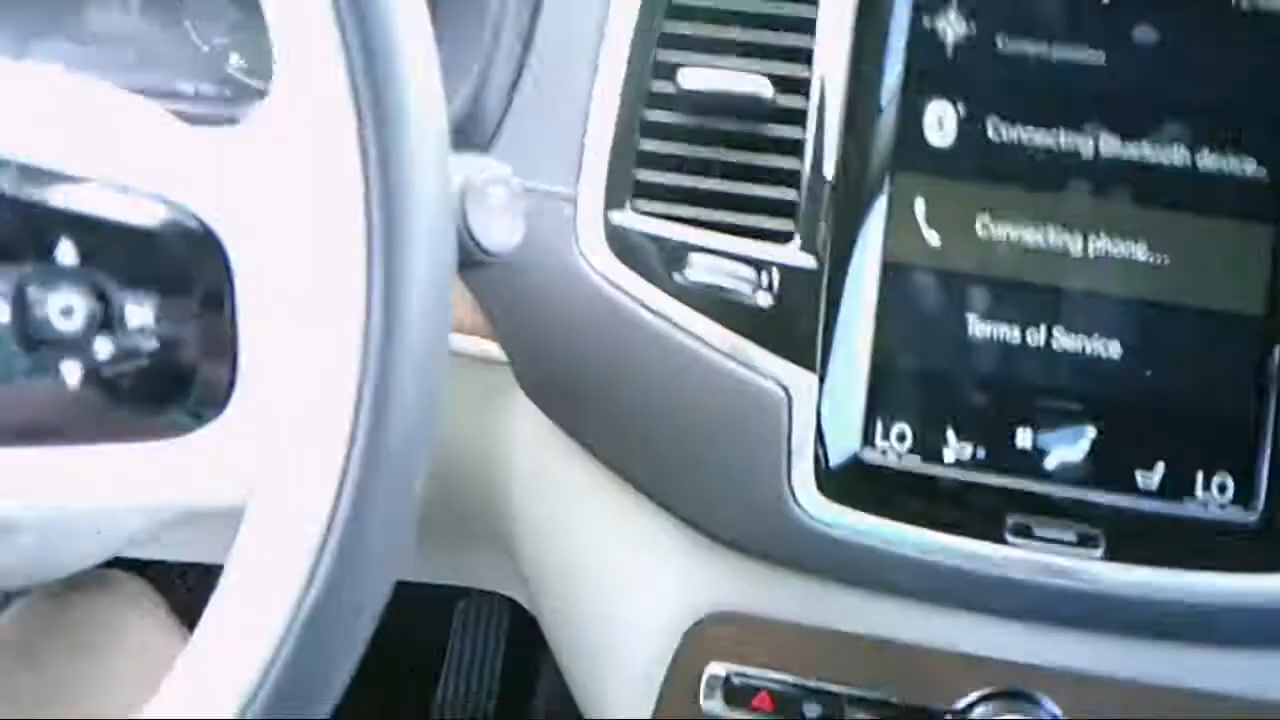 Connecting Bluetooth device..
Connecting phone...
Terms of Service
LO LO